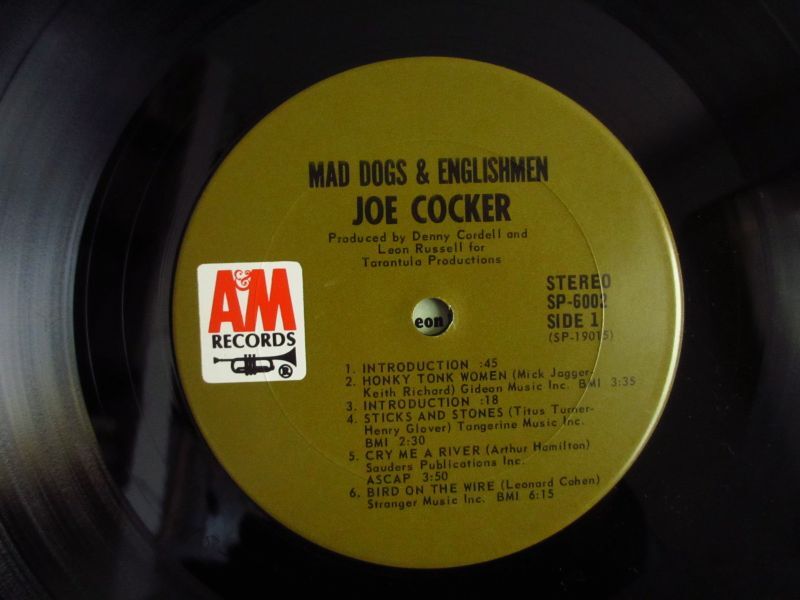 MAD DOGS & ENGLISHMEN
JOE COCKER
Produced by Denny Cordell and
Leon Russell for
Tarantula Productions
A&M
RECORDS
®
STEREO
SP-6002
SIDE 1
(SP-19015)
eon
1. INTRODUCTION :45
2. HONKY TONK WOMEN (Mick Jagger-
Keith Richard) Gideon Music Inc. BMI 3:35
3. INTRODUCTION :18
4. STICKS AND STONES (Titus Turner-
Henry Glover) Tangerine Music Inc.
BMI 2:30
5. CRY ME A RIVER (Arthur Hamilton)
Sauders Publications Inc.
ASCAP 3:50
6. BIRD ON THE WIRE (Leonard Cohen)
Stranger Music Inc. BMI 6:15